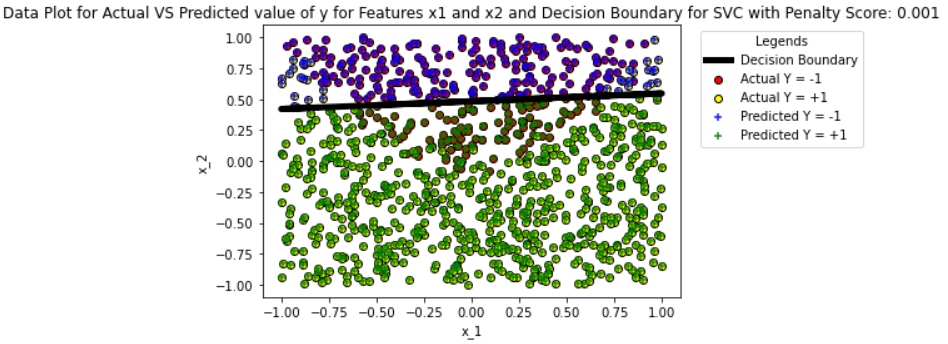 Data Plot for Actual VS Predicted value of y for Features x1 and x2 and Decision Boundary for SVC with Penalty Score: 0.001
Legends
Decision Boundary
Actual Y = -1
Actual Y = +1
Predicted Y = -1
Predicted Y = +1
x_2
1.00
0.75
0.50
0.25
0.00
−0.25
−0.50
−0.75
−1.00
−1.00 −0.75 −0.50 −0.25 0.00 0.25 0.50 0.75 1.00
x_1